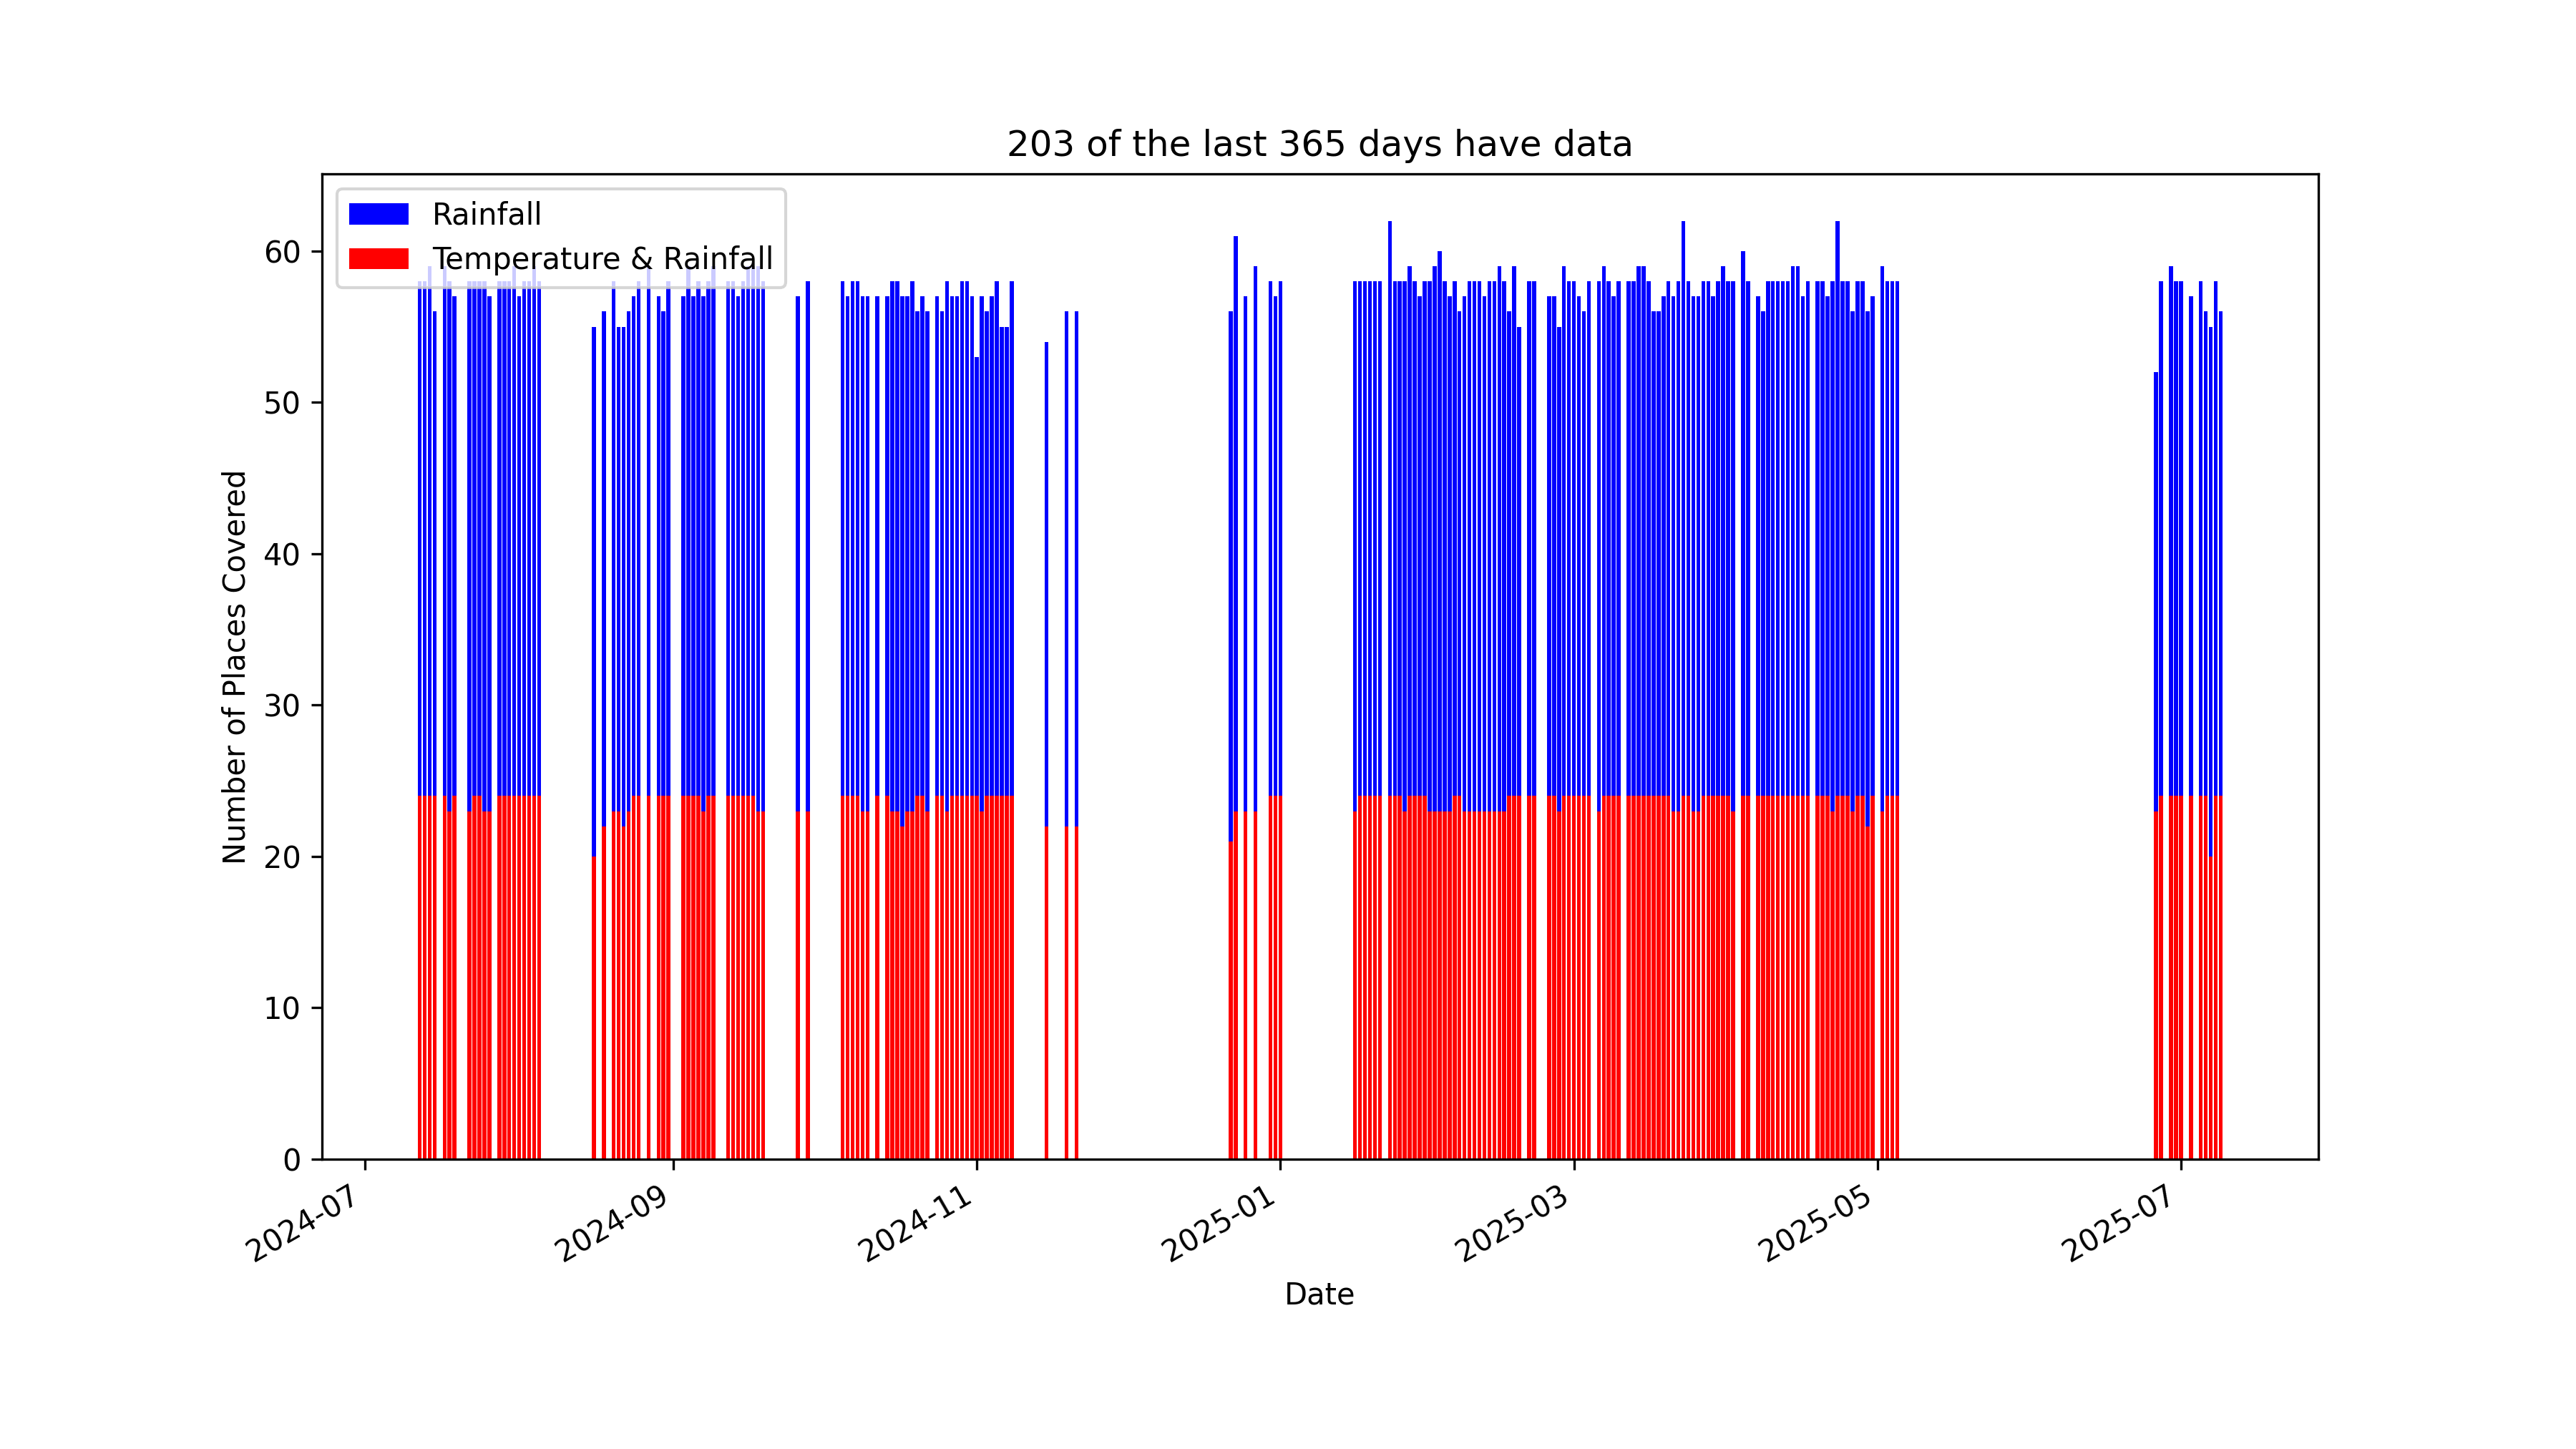 203 of the last 365 days have data
Rainfall
Temperature & Rainfall
Number of Places Covered
60
50
40
30
20
10
0
2024-07
2024-09
2024-11
2025-01
2025-03
2025-05
2025-07
Date